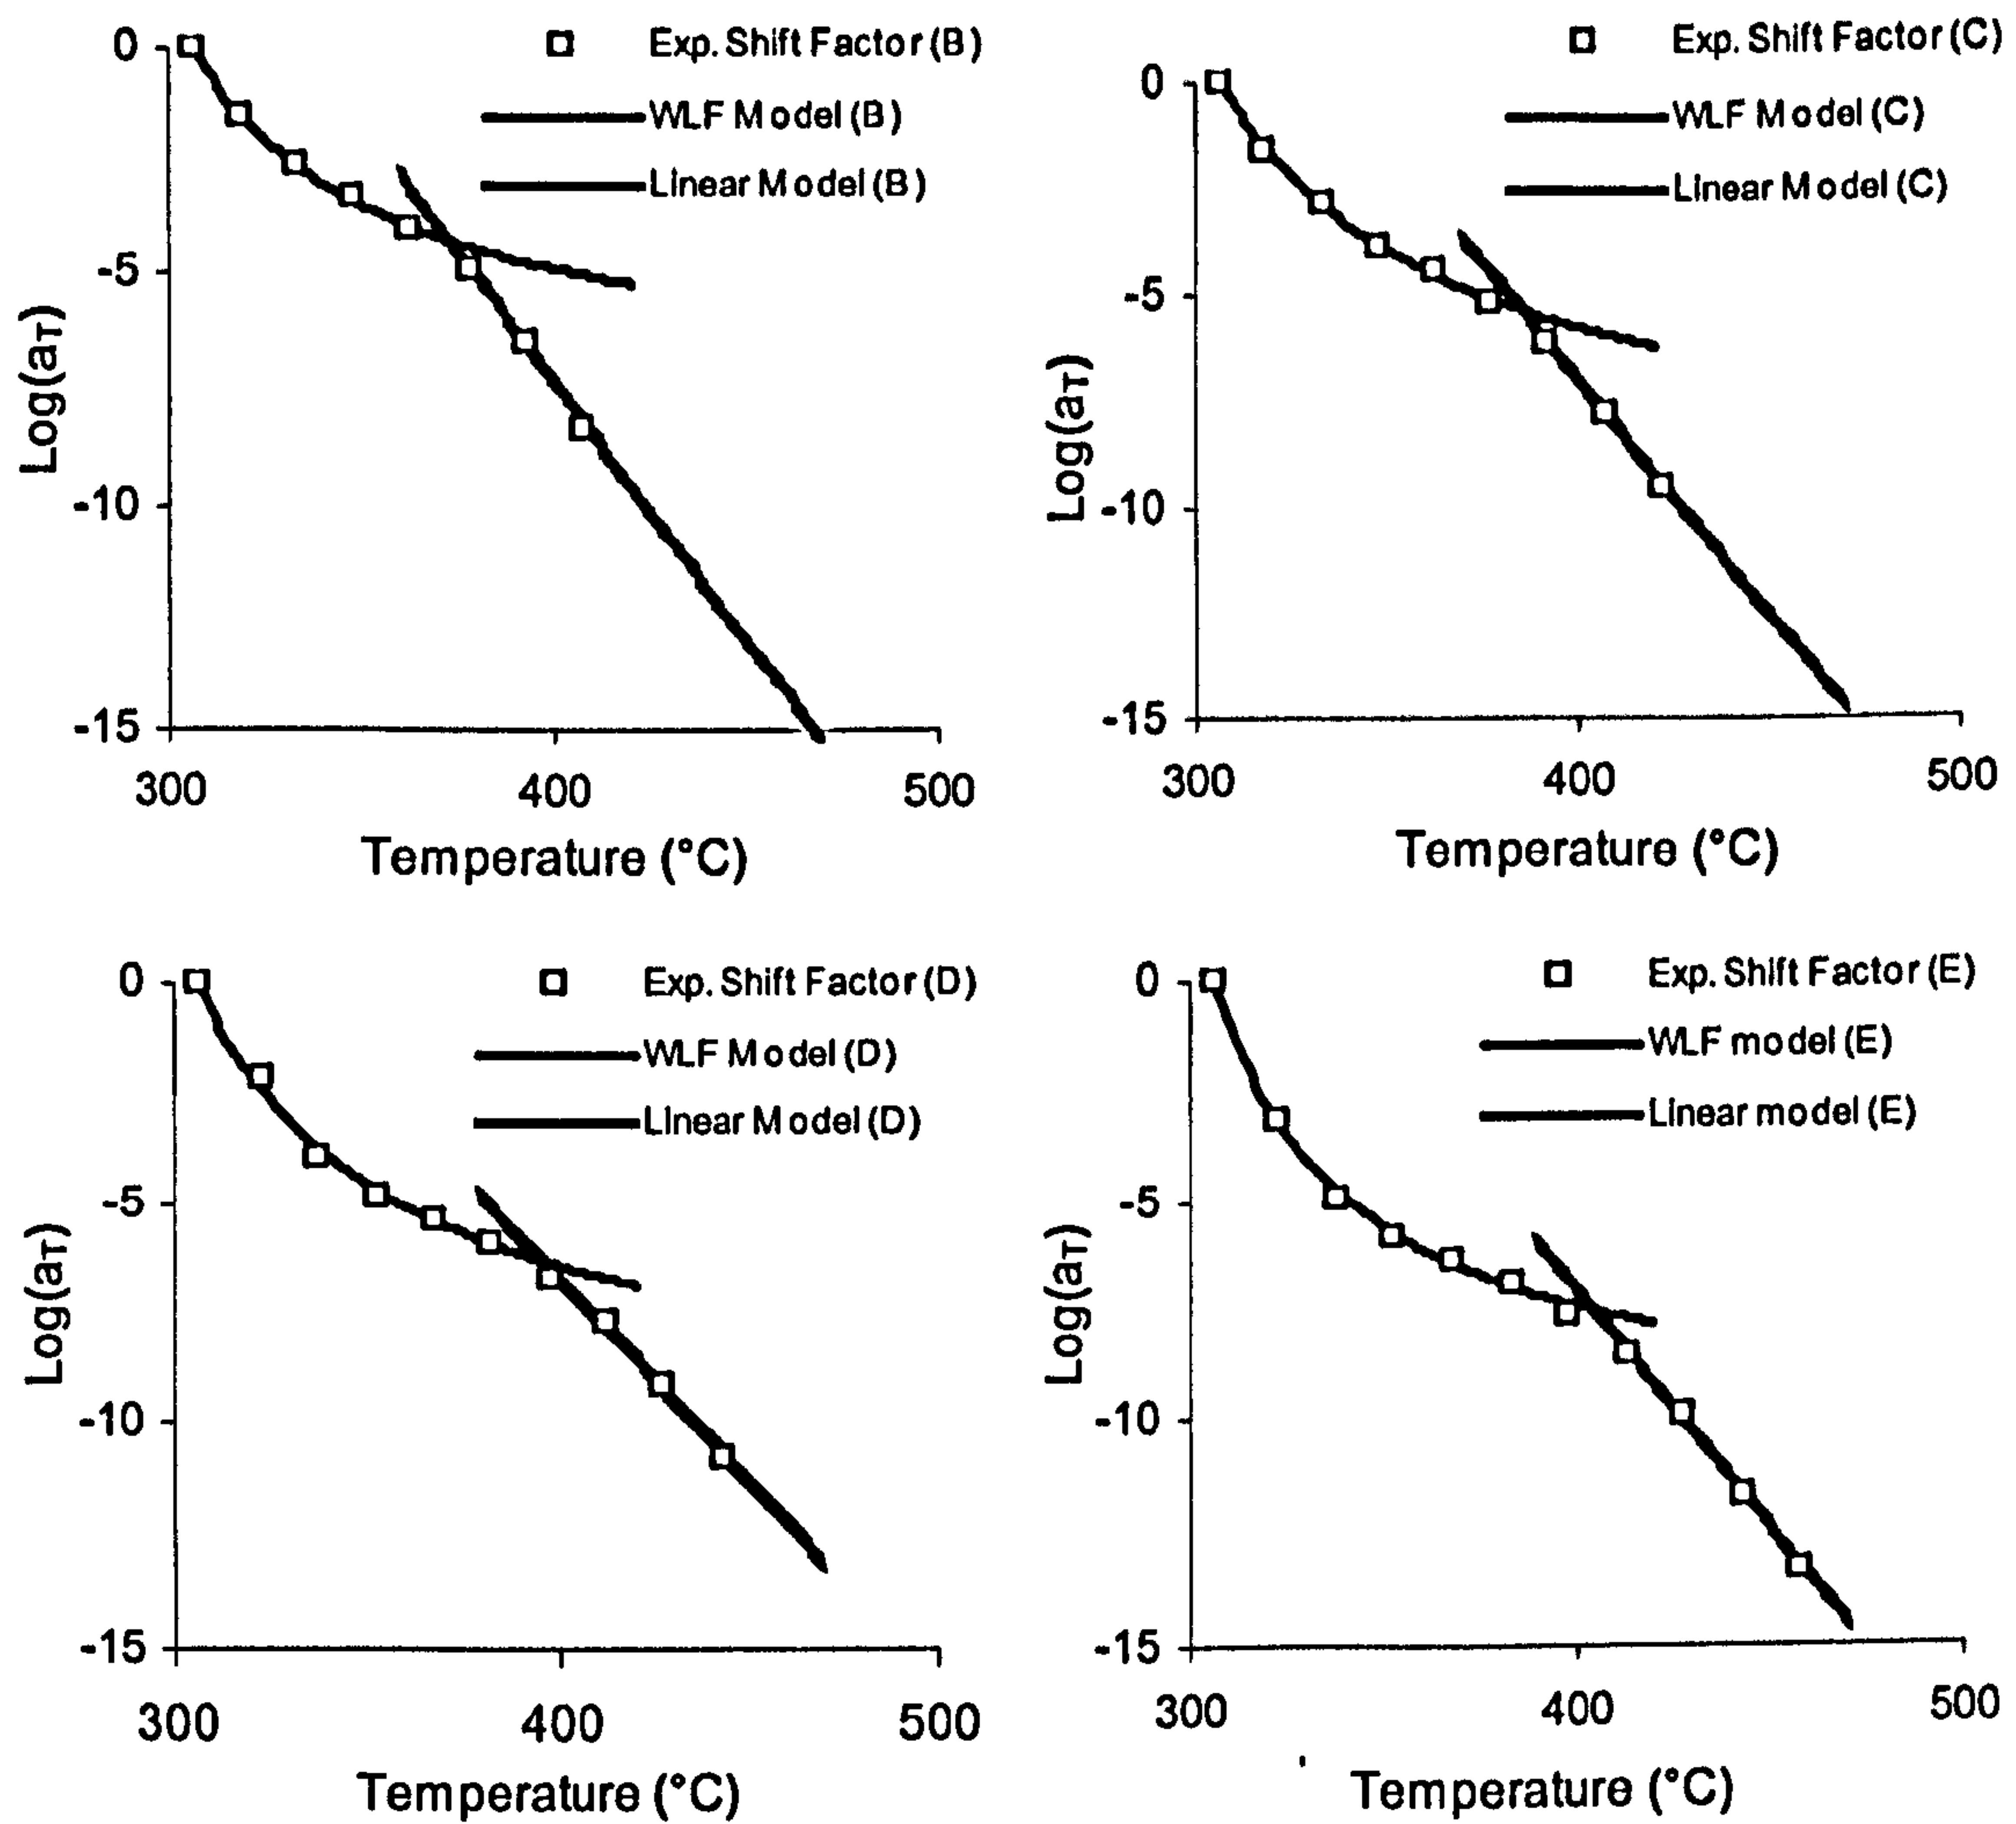 0
Exp. Shift Factor (B)
WLF Model (B)
Linear Model (B)
-5
-10
-15
300 400 500
Log(aT)
Temperature (°C)
0
Exp. Shift Factor (C)
WLF Model (C)
Linear Model (C)
-5
-10
-15
300 400 500
Log(aT)
Temperature (°C)
0
Exp. Shift Factor (D)
WLF Model (D)
Linear Model (D)
-5
-10
-15
300 400 500
Log(aT)
Temperature (°C)
0
Exp. Shift Factor (E)
WLF model (E)
Linear model (E)
-5
-10
-15
300 400 500
Log(aT)
Temperature (°C)